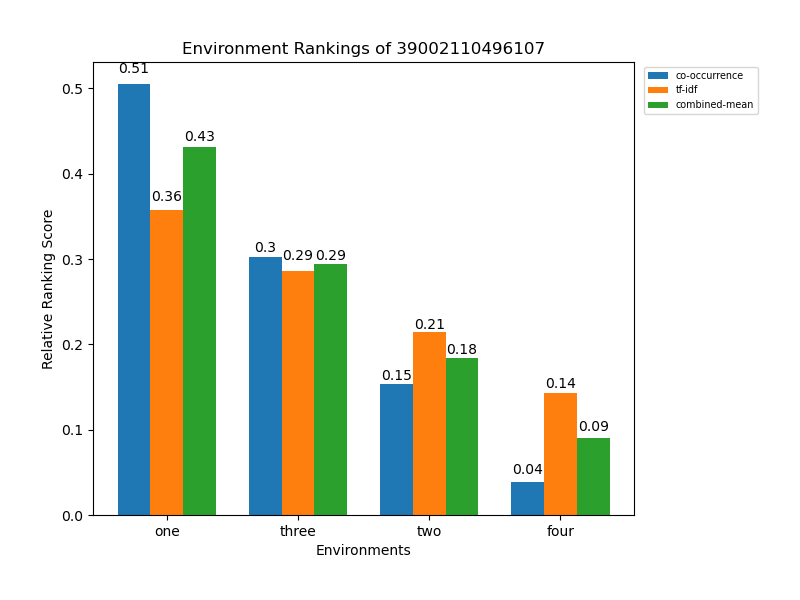 Environment Rankings of 39002110496107
co-occurrence
tf-idf
combined-mean
Relative Ranking Score
0.5
0.4
0.3
0.2
0.1
0.0
0.51
0.36
0.43
0.3
0.29
0.29
0.15
0.21
0.18
0.04
0.14
0.09
one three two four
Environments